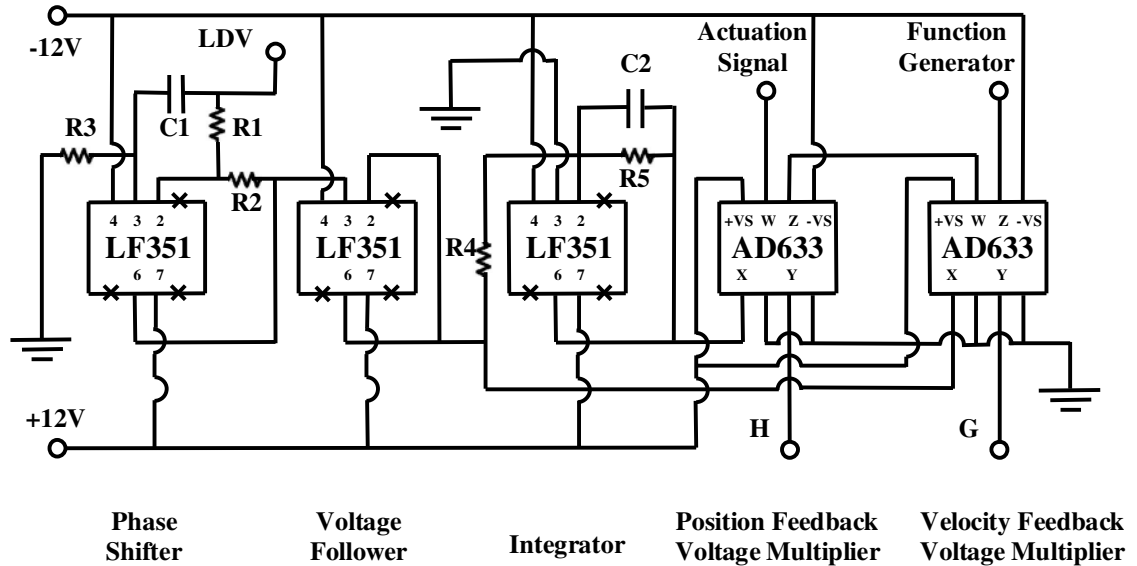 -12V
LDV
Actuation
Signal
Function
Generator
C2
R3
C1
R1
R2
R5
R4
4 3 2
LF351
6 7
4 3 2
LF351
6 7
4 3 2
LF351
6 7
+VS W Z -VS
AD633
X Y
+VS W Z -VS
AD633
X Y
+12V
H
G
Phase
Shifter
Voltage
Follower
Integrator
Position Feedback
Voltage Multiplier
Velocity Feedback
Voltage Multiplier